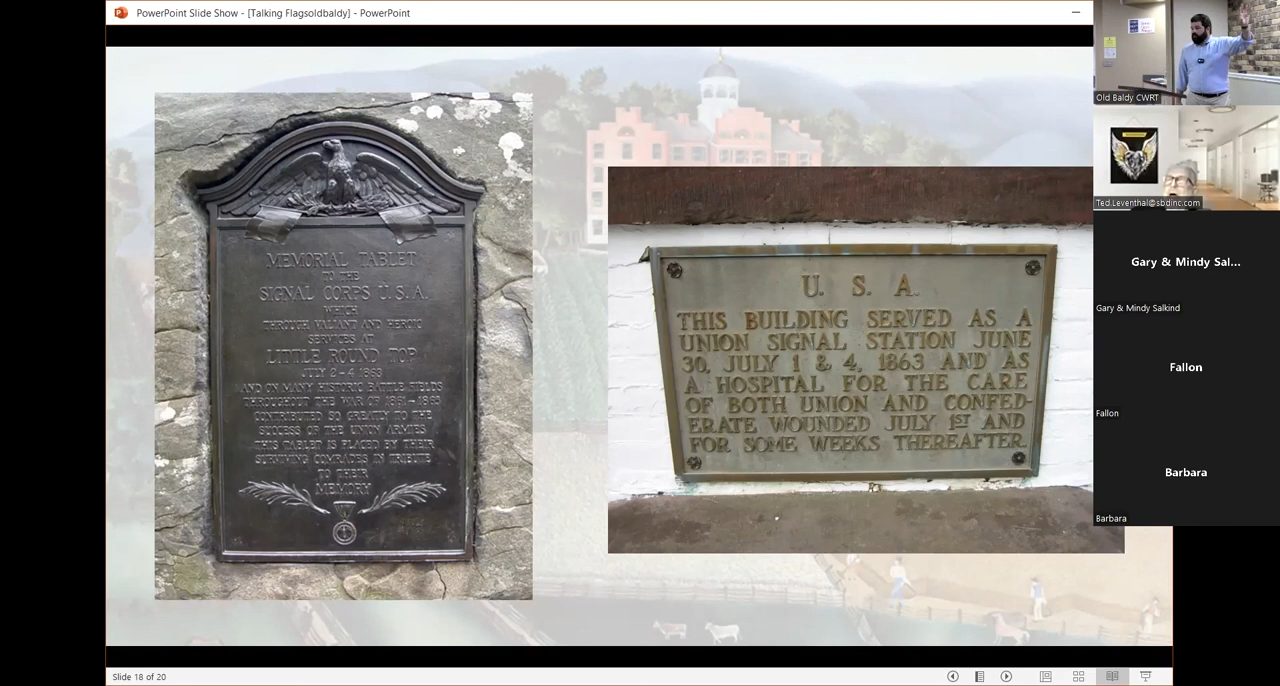 PowerPoint Slide Show - [Talking Flagsoldbaldy] - PowerPoint
MEMORIAL TABLET
TO THE
SIGNAL CORPS U.S.A.
WHICH
THROUGH VALIANT AND HEROIC
SERVICES AT
LITTLE ROUND TOP
JULY 2-4 1863
AND ON MANY HISTORIC BATTLE FIELDS
THROUGHOUT THE WAR OF 1861-1865
CONTRIBUTED SO GREATLY TO THE
SUCCESS OF THE UNION ARMIES
THIS TABLET IS PLACED BY THEIR
SURVIVING COMRADES IN TRIBUTE
TO THEIR
MEMORY
U. S. A.
THIS BUILDING SERVED AS A
UNION SIGNAL STATION JUNE
30, JULY 1 & 4, 1863 AND AS
A HOSPITAL FOR THE CARE
OF BOTH UNION AND CONFED-
ERATE WOUNDED JULY 1ST AND
FOR SOME WEEKS THEREAFTER.
Old Baldy CWRT
Ted.Leventhal@sbdinc.com
Gary & Mindy Sal...
Gary & Mindy Salkind
Fallon
Fallon
Barbara
Barbara
Slide 18 of 20